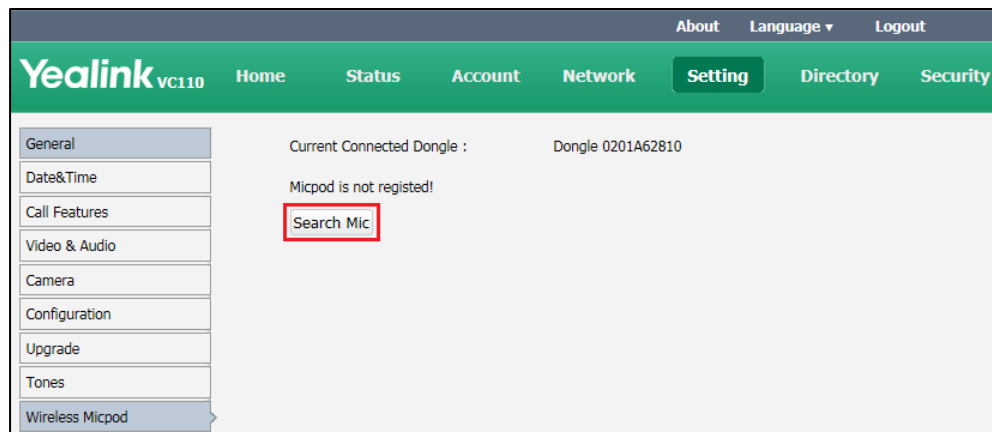 About Language ▾ Logout
Yealink VC110 Home Status Account Network Setting Directory Security
General
Current Connected Dongle : Dongle 0201A62810
Date&Time
Micpod is not registed!
Call Features
Search Mic
Video & Audio
Camera
Configuration
Upgrade
Tones
Wireless Micpod